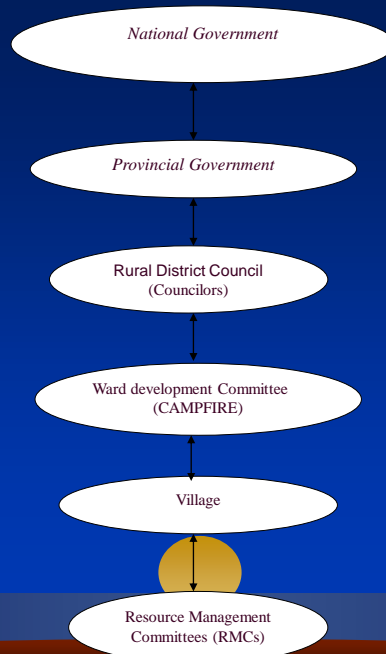 National Government
Provincial Government
Rural District Council
(Councilors)
Ward development Committee
(CAMPFIRE)
Village
Resource Management
Committees (RMCs)